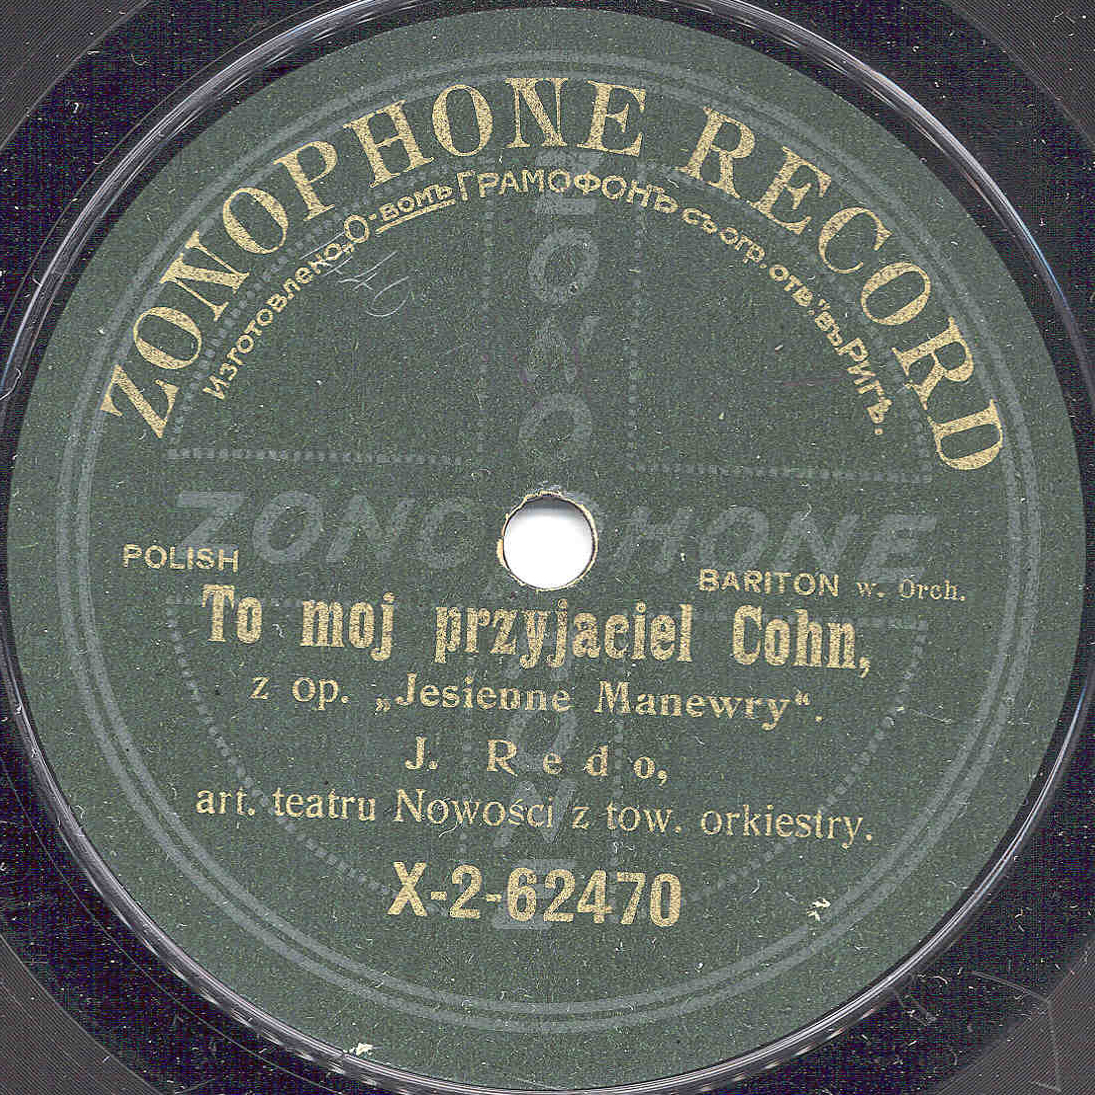 ZONOPHONE RECORD
Изготовлено „О-вомъ ГРАМОФОНЪ съ огр. отв.“ въ Ригѣ.
ZONOPHONE
ZONOPHONE
POLISH
BARITON w. Orch.
To moj przyjaciel Cohn,
z op. „Jesienne Manewry“.
J. Redo,
art. teatru Nowości z tow. orkiestry.
X-2-62470